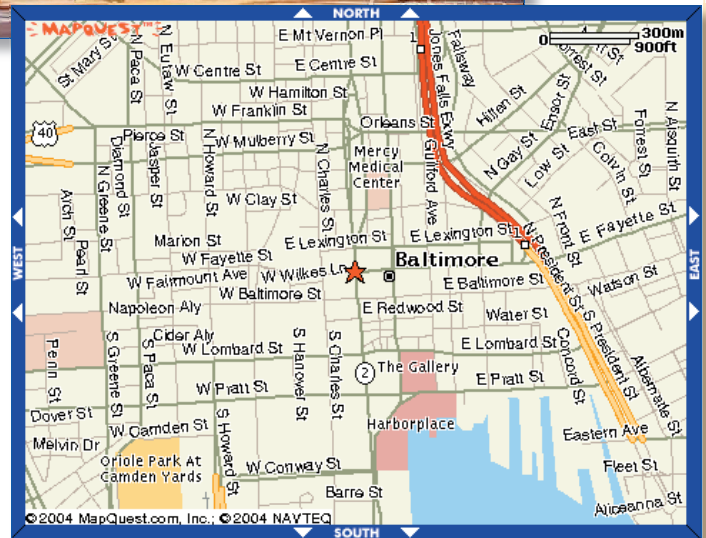 NORTH
MAPQUEST
300m
900ft
0
E Mt Vernon Pl
1
Jones Falls Expy
Fallsway
Forrest St
St Mary St
N Paca St
N Eutaw St
W Centre St
E Centre St
W Hamilton St
W Franklin St
Hillen St
Ensor St
N Aisquith St
Forrest St
40
Pierce St
Orleans St
East St
W Mulberry St
Colvin St
N Gay St
Low St
Diamond St
Jasper St
N Howard St
N Charles St
Mercy
Medical
Center
Guilford Ave
N Greene St
Arch St
Pearl St
W Clay St
N Front St
E Fayette St
WEST
EAST
Marion St
E Lexington St
E Lexington St
1
N President St
W Fayette St
Baltimore
W Fairmount Ave
W Wilkes Ln
E Baltimore St
Watson St
W Baltimore St
Napoleon Aly
E Redwood St
Water St
S President St
Cider Aly
W Lombard St
E Lombard St
Penn St
S Greene St
S Paca St
S Hanover St
S Charles St
2
The Gallery
Concord St
Albemarle St
W Pratt St
E Pratt St
Dover St
W Camden St
S Howard St
Harborplace
Eastern Ave
Melvin Dr
Oriole Park At
Camden Yards
W Conway St
Fleet St
Barre St
Aliceanna St
© 2004 MapQuest.com, Inc.; © 2004 NAVTEQ
SOUTH